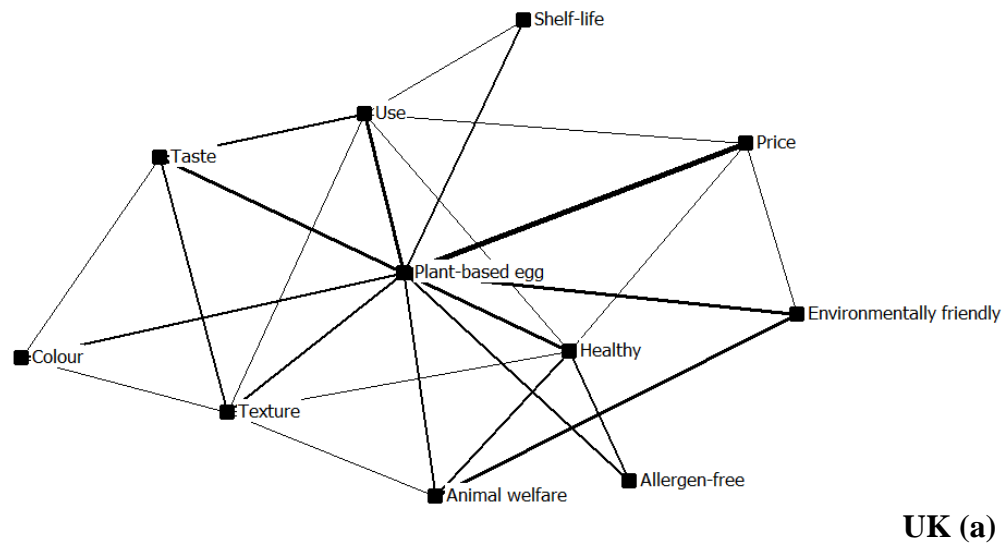 Shelf-life
Use
Price
Taste
Plant-based egg
Environmentally friendly
Healthy
Colour
Texture
Allergen-free
Animal welfare
UK (a)